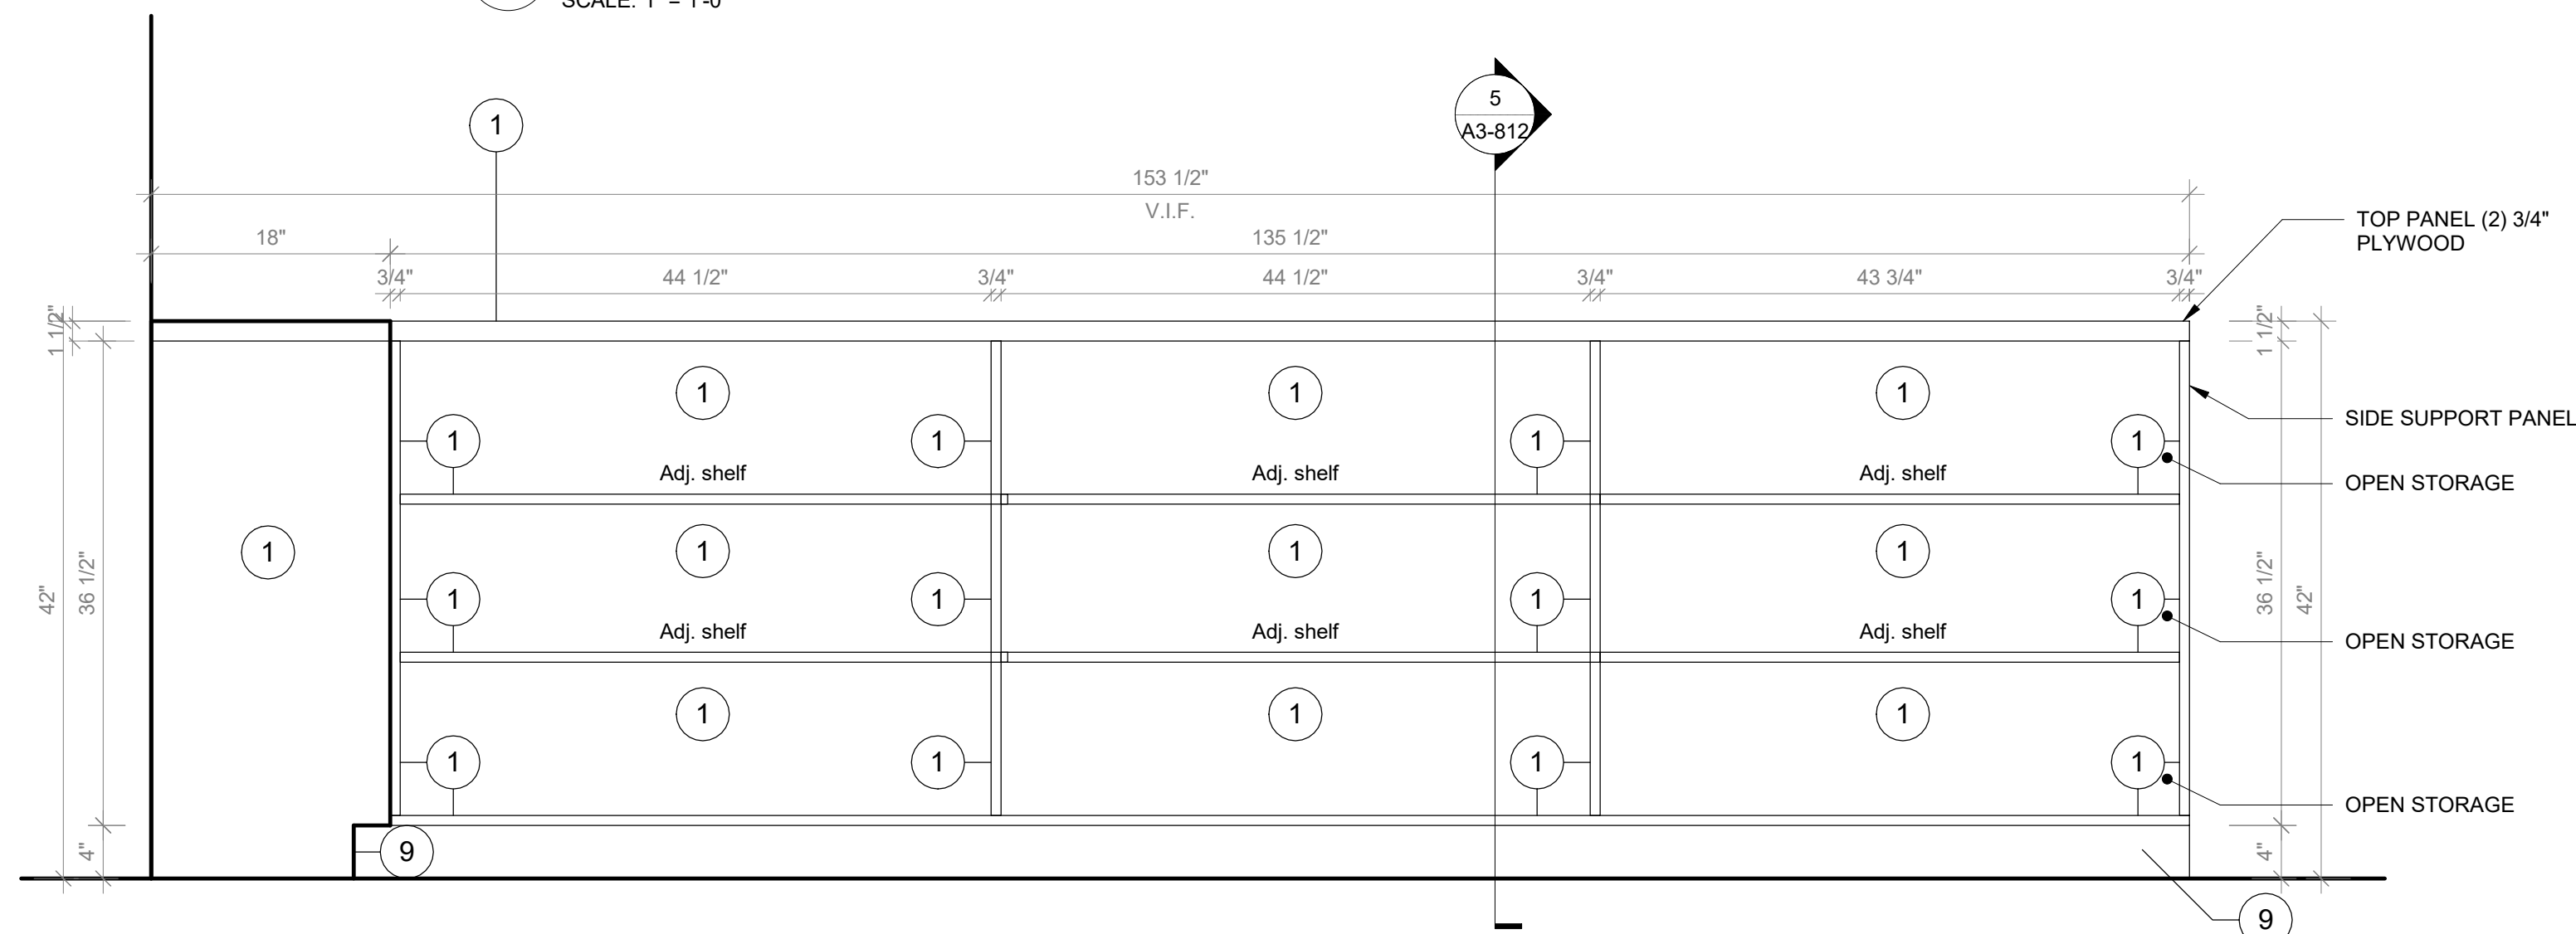 SCALE: 1" = 1'-0"
1
5
A3-812
153 1/2"
V.I.F.
18"
135 1/2"
3/4"
44 1/2"
3/4"
44 1/2"
3/4"
43 3/4"
3/4"
TOP PANEL (2) 3/4"
PLYWOOD
1 1/2"
1 1/2"
1
1
1
SIDE SUPPORT PANEL
1
1
1
1
Adj. shelf
Adj. shelf
Adj. shelf
OPEN STORAGE
1
1
1
1
42"
36 1/2"
1
1
1
1
36 1/2"
42"
Adj. shelf
Adj. shelf
Adj. shelf
OPEN STORAGE
1
1
1
1
1
1
1
OPEN STORAGE
4"
9
4"
9